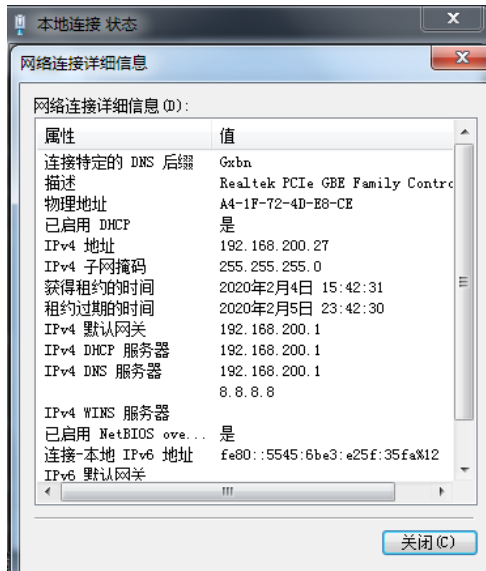 本地连接 状态
网络连接详细信息
网络连接详细信息(D):
属性 值
连接特定的 DNS 后缀 Gxbn
描述 Realtek PCIe GBE Family Contro
物理地址 A4-1F-72-4D-E8-CE
已启用 DHCP 是
IPv4 地址 192.168.200.27
IPv4 子网掩码 255.255.255.0
获得租约的时间 2020年2月4日 15:42:31
租约过期的时间 2020年2月5日 23:42:30
IPv4 默认网关 192.168.200.1
IPv4 DHCP 服务器 192.168.200.1
IPv4 DNS 服务器 192.168.200.1
8.8.8.8
IPv4 WINS 服务器
已启用 NetBIOS ove... 是
连接-本地 IPv6 地址 fe80::5545:6be3:e25f:35fa%12
IPv6 默认网关
关闭(C)